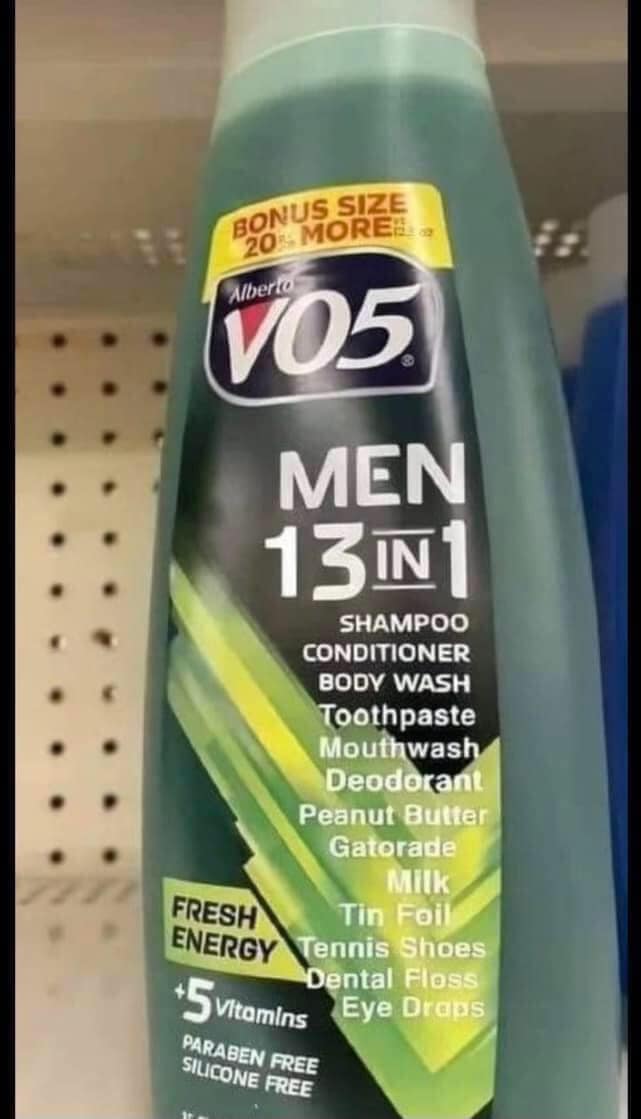 BONUS SIZE
20% MORE
Alberto
VO5®
MEN
13 IN 1
SHAMPOO
CONDITIONER
BODY WASH
Toothpaste
Mouthwash
Deodorant
Peanut Butter
Gatorade
Milk
Tin Foil
Tennis Shoes
Dental Floss
Eye Drops
FRESH
ENERGY
+5 Vitamins
PARABEN FREE
SILICONE FREE